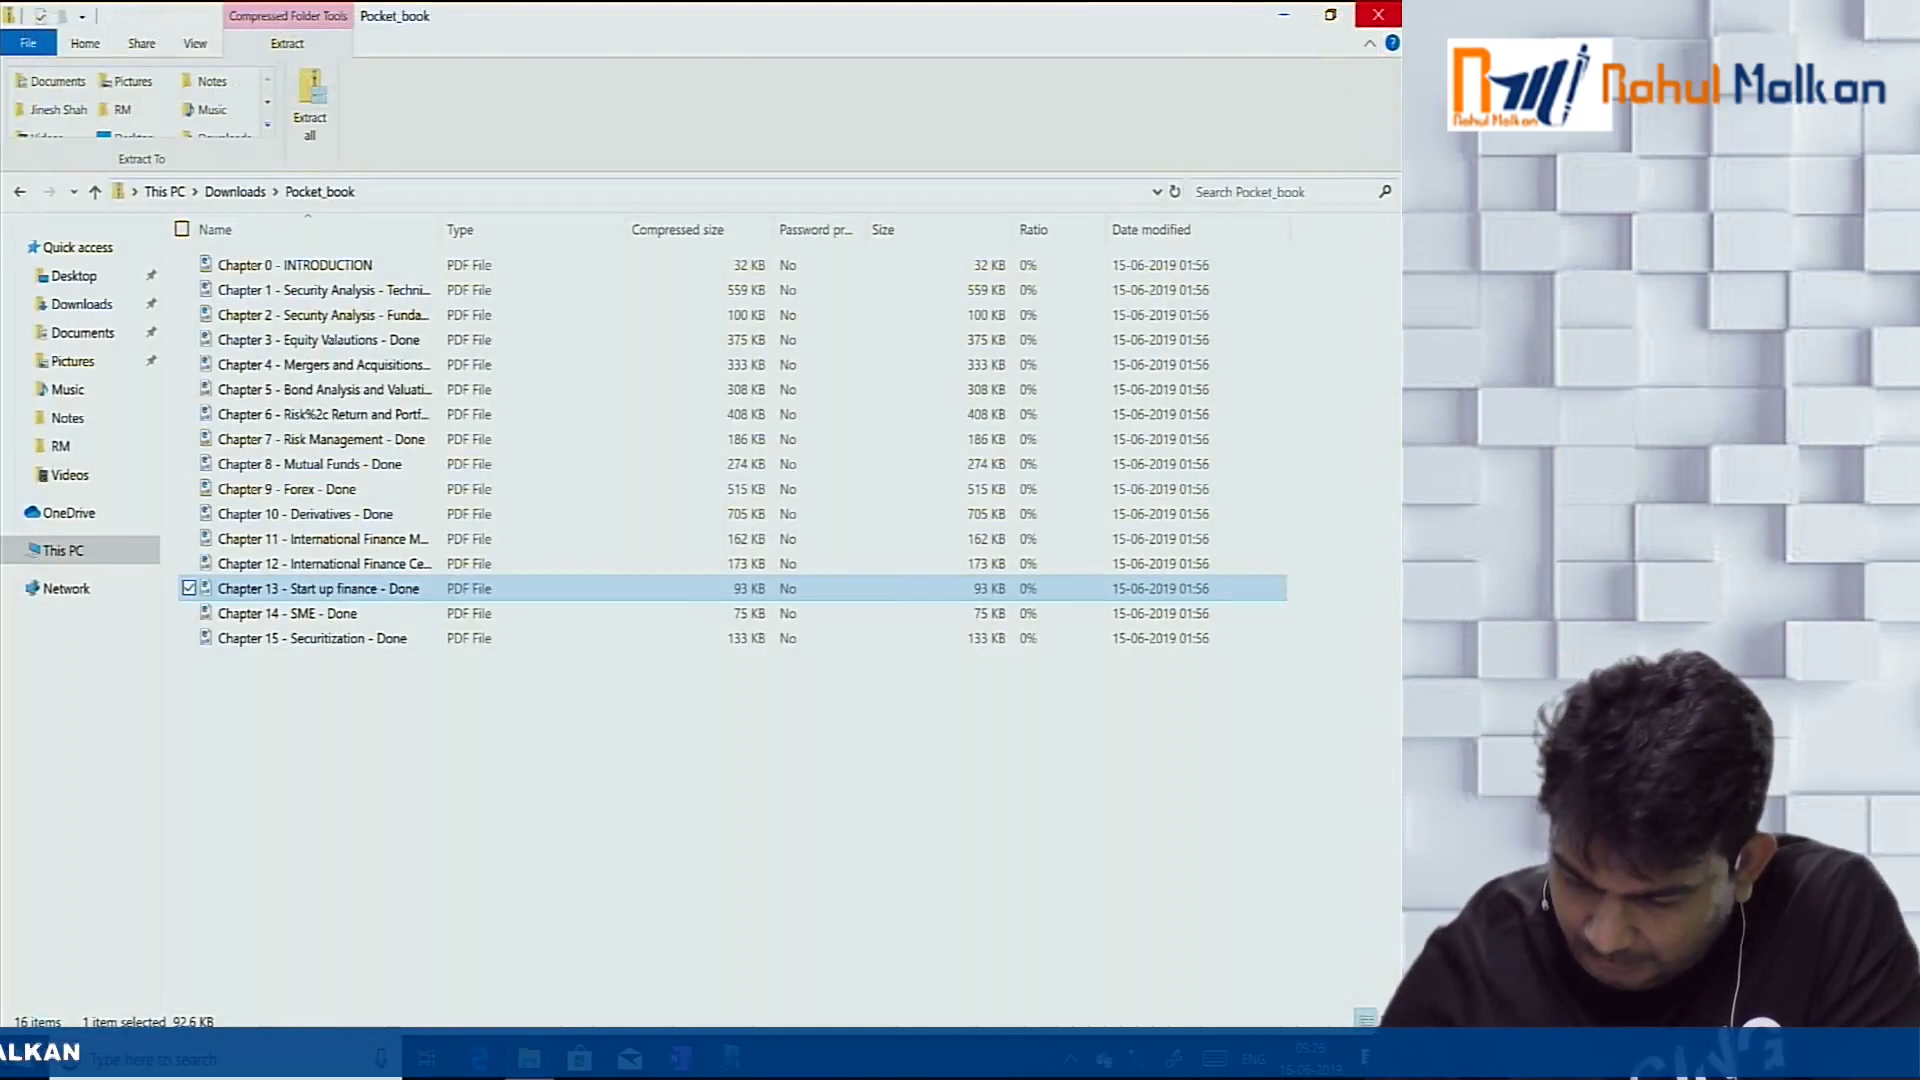 Compressed Folder Tools Pocket_book
File Home Share View Extract
Documents Pictures Notes
Jinesh Shah RM Music
Extract all
Extract To
This PC > Downloads > Pocket_book Search Pocket_book
Name Type Compressed size Password pr... Size Ratio Date modified
Quick access
Desktop
Downloads
Documents
Pictures
Music
Notes
RM
Videos
OneDrive
This PC
Network
Chapter 0 - INTRODUCTION PDF File 32 KB No 32 KB 0% 15-06-2019 01:56
Chapter 1 - Security Analysis - Techni... PDF File 559 KB No 559 KB 0% 15-06-2019 01:56
Chapter 2 - Security Analysis - Funda... PDF File 100 KB No 100 KB 0% 15-06-2019 01:56
Chapter 3 - Equity Valautions - Done PDF File 375 KB No 375 KB 0% 15-06-2019 01:56
Chapter 4 - Mergers and Acquisitions... PDF File 333 KB No 333 KB 0% 15-06-2019 01:56
Chapter 5 - Bond Analysis and Valuati... PDF File 308 KB No 308 KB 0% 15-06-2019 01:56
Chapter 6 - Risk%2c Return and Portf... PDF File 408 KB No 408 KB 0% 15-06-2019 01:56
Chapter 7 - Risk Management - Done PDF File 186 KB No 186 KB 0% 15-06-2019 01:56
Chapter 8 - Mutual Funds - Done PDF File 274 KB No 274 KB 0% 15-06-2019 01:56
Chapter 9 - Forex - Done PDF File 515 KB No 515 KB 0% 15-06-2019 01:56
Chapter 10 - Derivatives - Done PDF File 705 KB No 705 KB 0% 15-06-2019 01:56
Chapter 11 - International Finance M... PDF File 162 KB No 162 KB 0% 15-06-2019 01:56
Chapter 12 - International Finance Ce... PDF File 173 KB No 173 KB 0% 15-06-2019 01:56
Chapter 13 - Start up finance - Done PDF File 93 KB No 93 KB 0% 15-06-2019 01:56
Chapter 14 - SME - Done PDF File 75 KB No 75 KB 0% 15-06-2019 01:56
Chapter 15 - Securitization - Done PDF File 133 KB No 133 KB 0% 15-06-2019 01:56
16 items 1 item selected 92.6 KB
ALKAN
Type here to search
ENG
09:26
16-06-2019
Rahul Malkan
Rahul Malkan